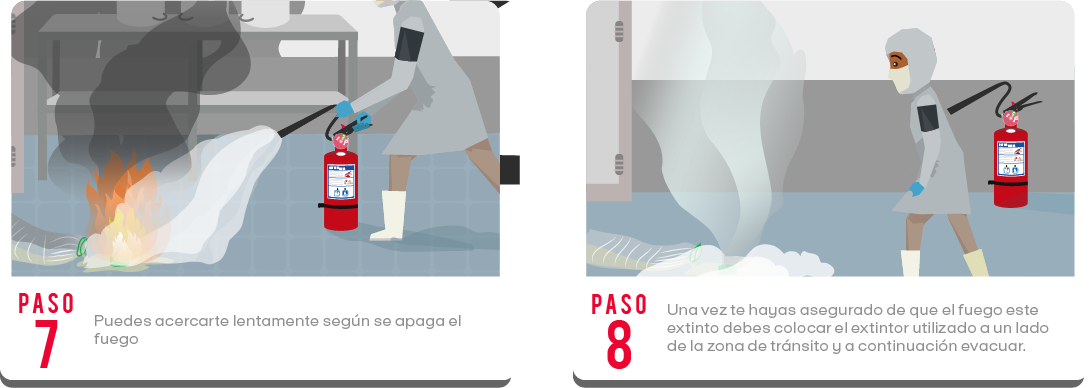 PASO
7
Puedes acercarte lentamente según se apaga el
fuego
PASO
8
Una vez te hayas asegurado de que el fuego este
extinto debes colocar el extintor utilizado a un lado
de la zona de tránsito y a continuación evacuar.